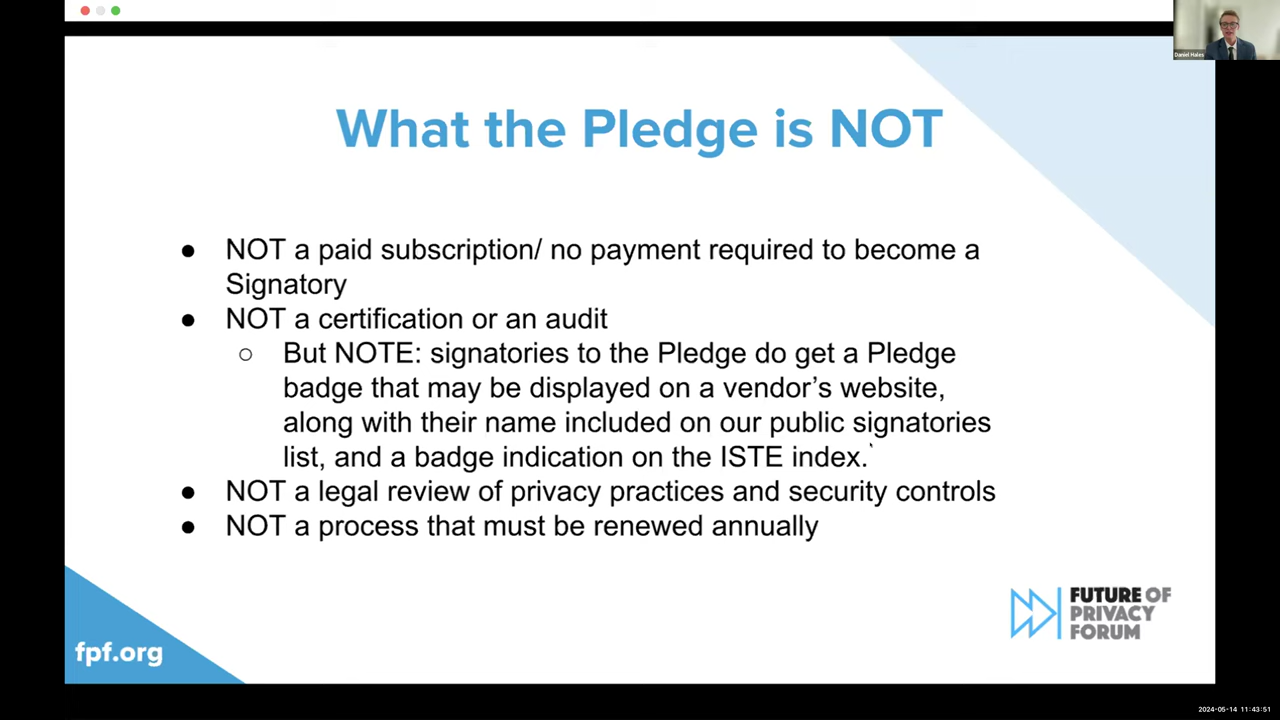 Daniel Hales
What the Pledge is NOT
● NOT a paid subscription/ no payment required to become a
Signatory
● NOT a certification or an audit
○ But NOTE: signatories to the Pledge do get a Pledge
badge that may be displayed on a vendor’s website,
along with their name included on our public signatories
list, and a badge indication on the ISTE index.`
● NOT a legal review of privacy practices and security controls
● NOT a process that must be renewed annually
FUTURE OF
PRIVACY
FORUM
fpf.org
2024-05-14 11:43:51